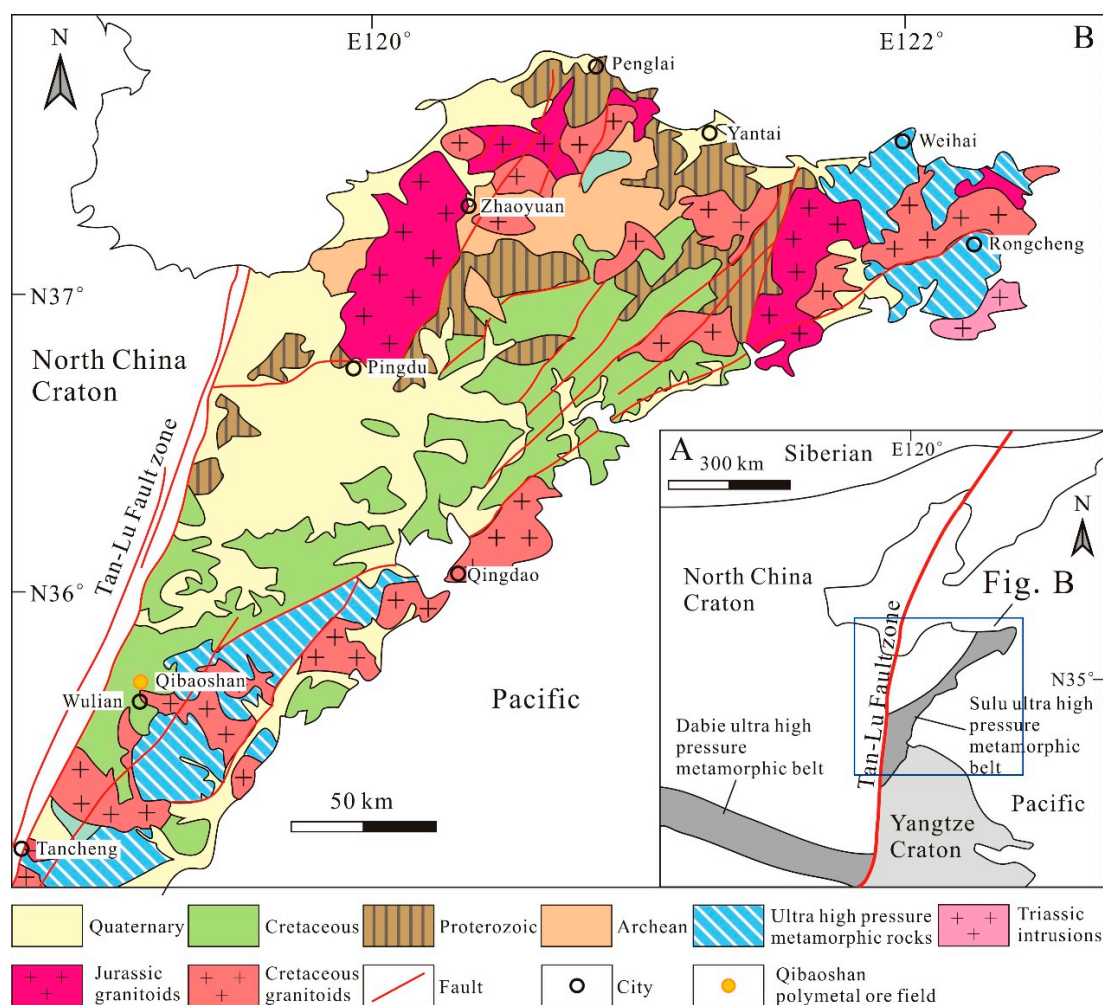 E120°
E122°
B
N
Penglai
Yantai
Weihai
Zhaoyuan
Rongcheng
N37°
North China
Craton
Pingdu
Tan-Lu Fault zone
N36°
Qingdao
Qibaoshan
Wulian
Pacific
50 km
Tancheng
A
E120°
300 km
Siberian
N
North China
Craton
Fig. B
Tan-Lu Fault zone
N35°
Dabie ultra high
pressure
metamorphic belt
Sulu ultra high
pressure
metamorphic
belt
Pacific
Yangtze
Craton
Quaternary
Cretaceous
Proterozoic
Archean
Ultra high pressure
metamorphic rocks
Triassic
intrusions
Jurassic
granitoids
Cretaceous
granitoids
Fault
City
Qibaoshan
polymetal ore field